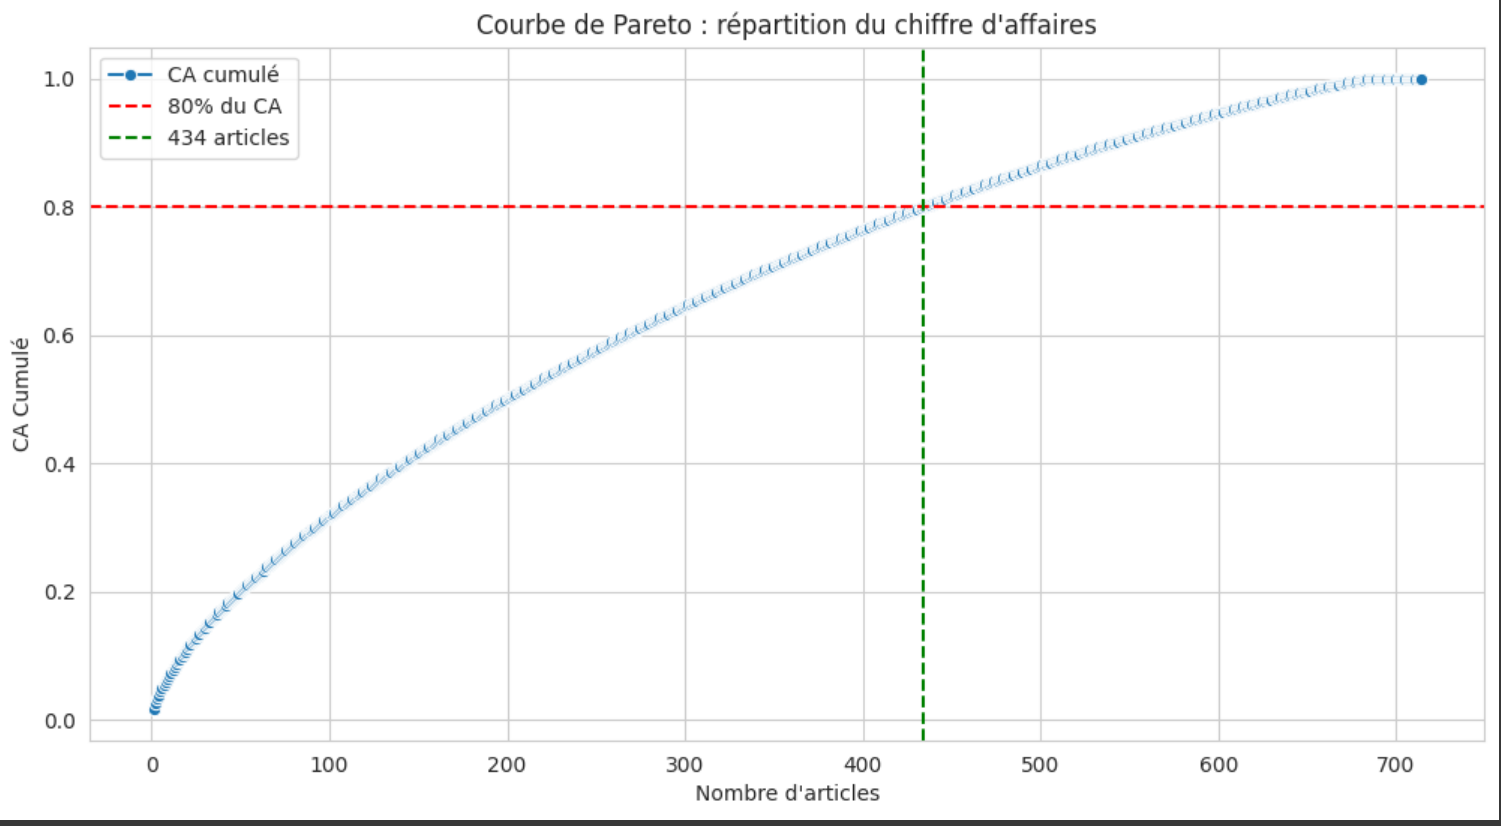 Courbe de Pareto : répartition du chiffre d'affaires
CA cumulé
80% du CA
434 articles
1.0
0.8
0.6
0.4
0.2
0.0
CA Cumulé
0 100 200 300 400 500 600 700
Nombre d'articles